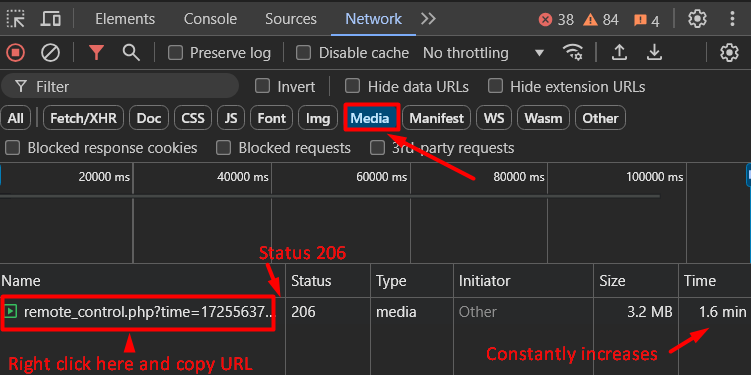 Elements Console Sources Network 38 84 4
Preserve log Disable cache No throttling
Filter Invert Hide data URLs Hide extension URLs
All Fetch/XHR Doc CSS JS Font Img Media Manifest WS Wasm Other
Blocked response cookies Blocked requests 3rd-party requests
20000 ms 40000 ms 60000 ms 80000 ms 100000 ms
Status 206
Name Status Type Initiator Size Time
remote_control.php?time=17255637... 206 media Other 3.2 MB 1.6 min
Right click here and copy URL
Constantly increases